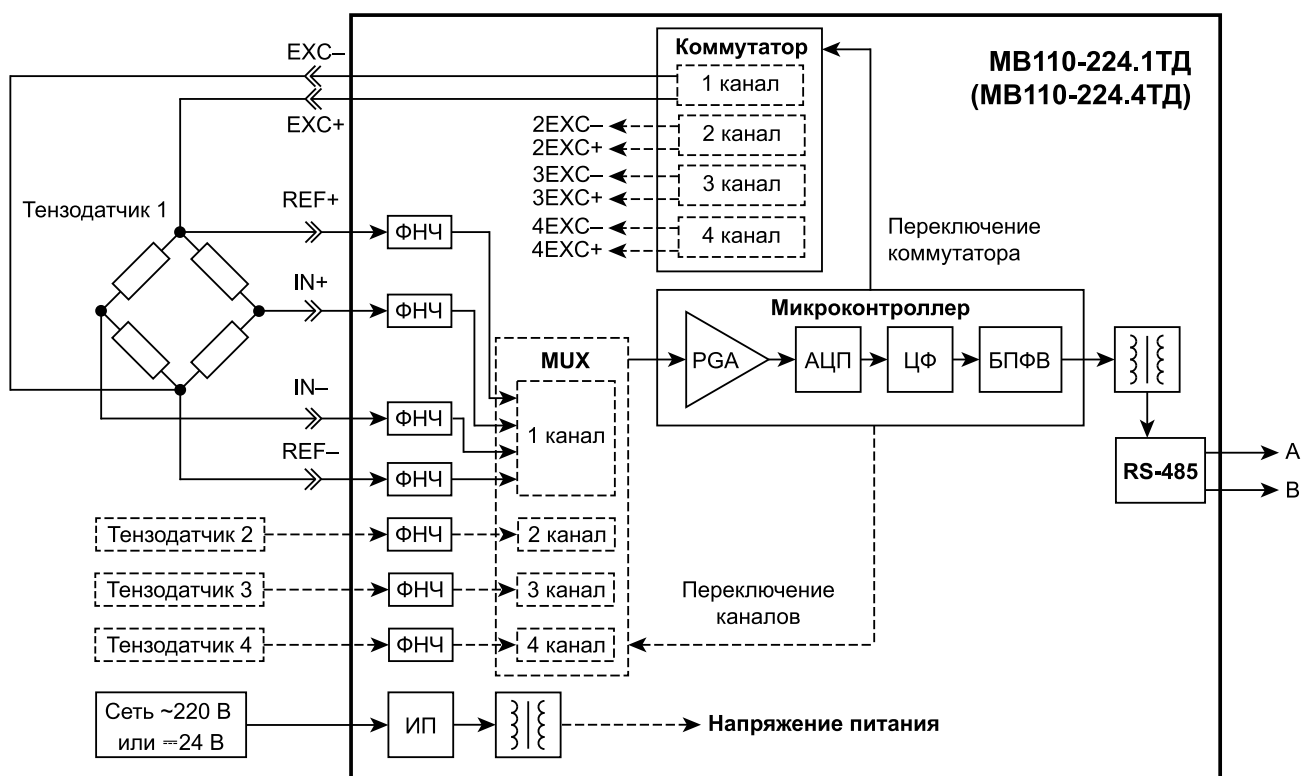 EXC–
Коммутатор
МВ110-224.1ТД
(МВ110-224.4ТД)
1 канал
EXC+
2EXC–
2EXC+
2 канал
3EXC–
3EXC+
3 канал
4EXC–
4EXC+
4 канал
Тензодатчик 1
REF+
ФНЧ
Переключение
коммутатора
IN+
ФНЧ
Микроконтроллер
MUX
PGA
АЦП
ЦФ
БПФВ
IN–
ФНЧ
1 канал
REF–
ФНЧ
RS-485
A
B
Тензодатчик 2
ФНЧ
2 канал
Тензодатчик 3
ФНЧ
3 канал
Переключение
каналов
Тензодатчик 4
ФНЧ
4 канал
Сеть ~220 В
или ⎓24 В
ИП
Напряжение питания